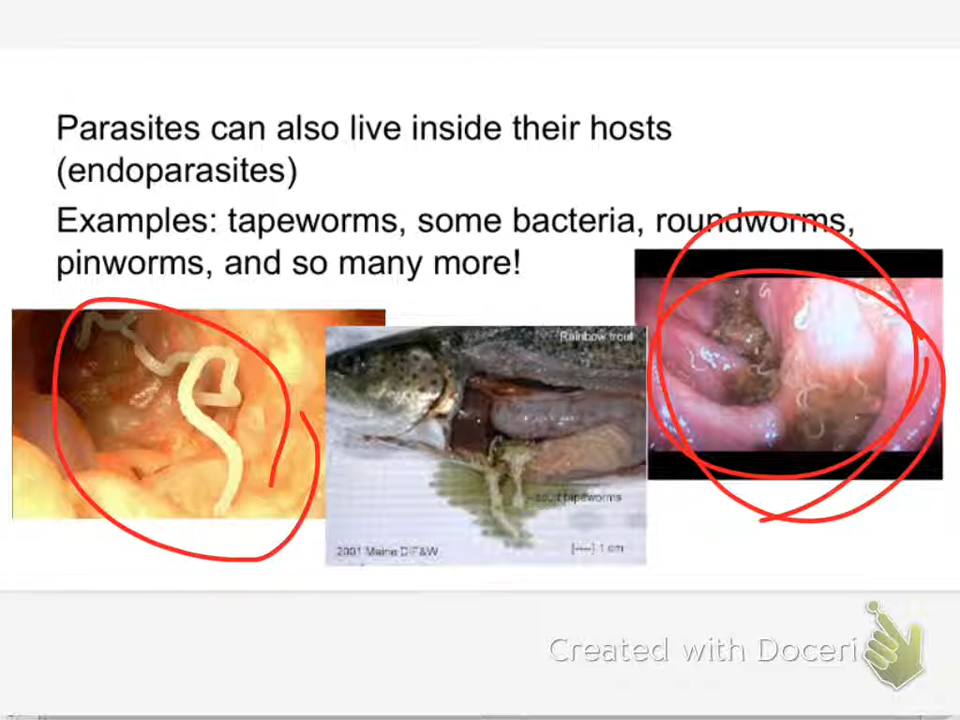 Parasites can also live inside their hosts
(endoparasites)
Examples: tapeworms, some bacteria, roundworms,
pinworms, and so many more!
Rainbow trout
adult tapeworms
2001 Maine DIF&W
1 cm
Created with Doceri